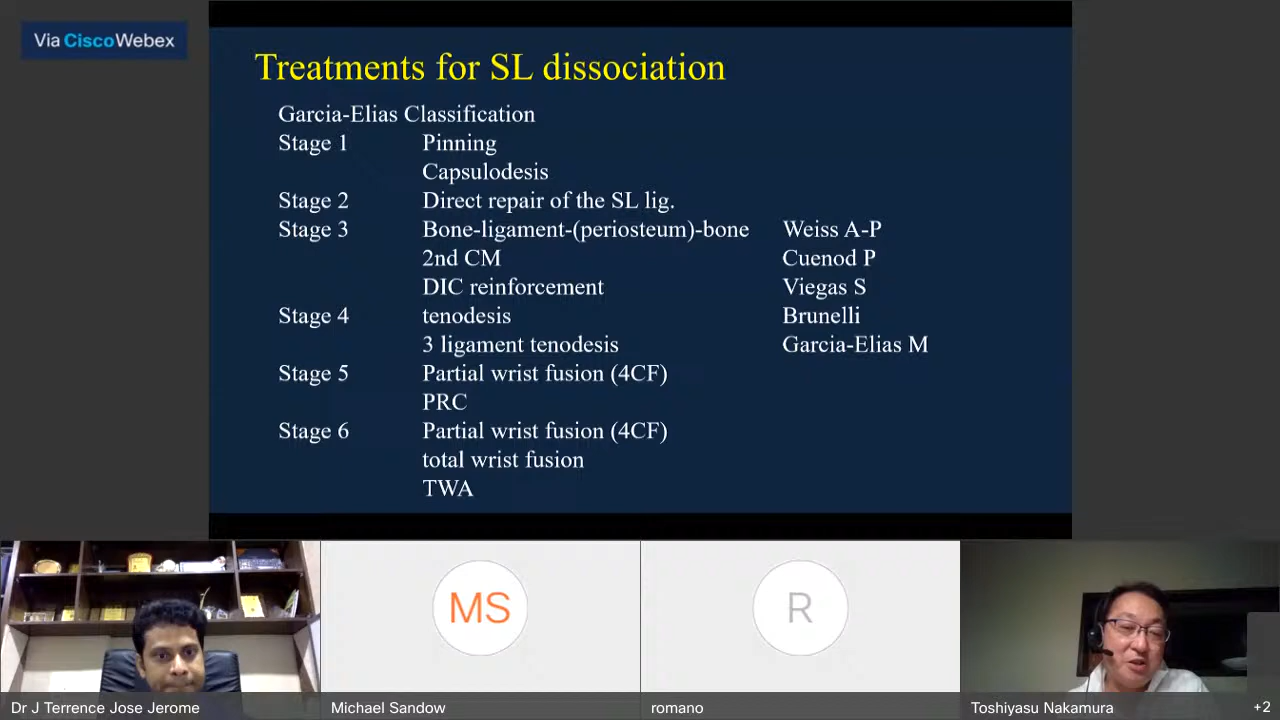 Via Cisco Webex
Treatments for SL dissociation
Garcia-Elias Classification
Stage 1 Pinning
Capsulodesis
Stage 2 Direct repair of the SL lig.
Stage 3 Bone-ligament-(periosteum)-bone Weiss A-P
2nd CM Cuenod P
DIC reinforcement Viegas S
Stage 4 tenodesis Brunelli
3 ligament tenodesis Garcia-Elias M
Stage 5 Partial wrist fusion (4CF)
PRC
Stage 6 Partial wrist fusion (4CF)
total wrist fusion
TWA
MS
R
Dr J Terrence Jose Jerome
Michael Sandow
romano
Toshiyasu Nakamura
+2